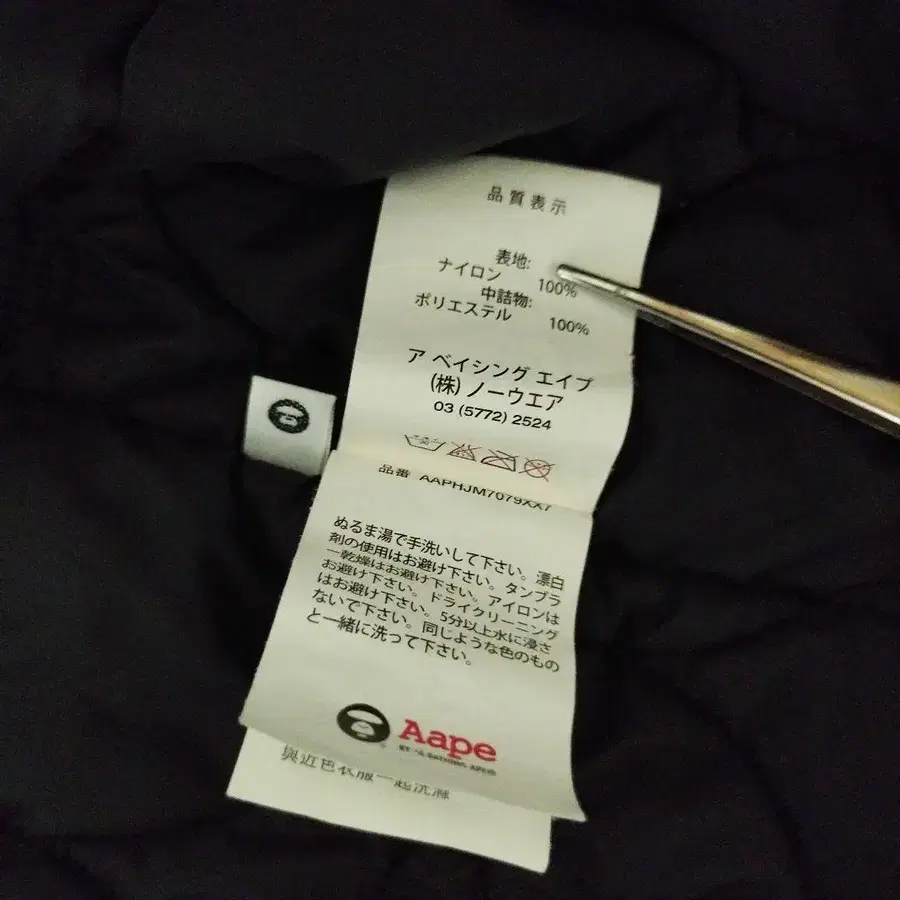 品質表示
表地:
ナイロン 100%
中詰物:
ポリエステル 100%
ア ベイシング エイプ
(株) ノーウエア
03 (5772) 2524
品番 AAPHJM7079XX7
ぬるま湯で手洗いして下さい。漂白
剤の使用はお避け下さい。タンブラ
ー乾燥はお避け下さい。アイロンは
お避け下さい。ドライクリーニング
はお避け下さい。5分以上水に浸さ
ないで下さい。同じような色のもの
と一緒に洗って下さい。
Aape
與近色衣服一起洗滌